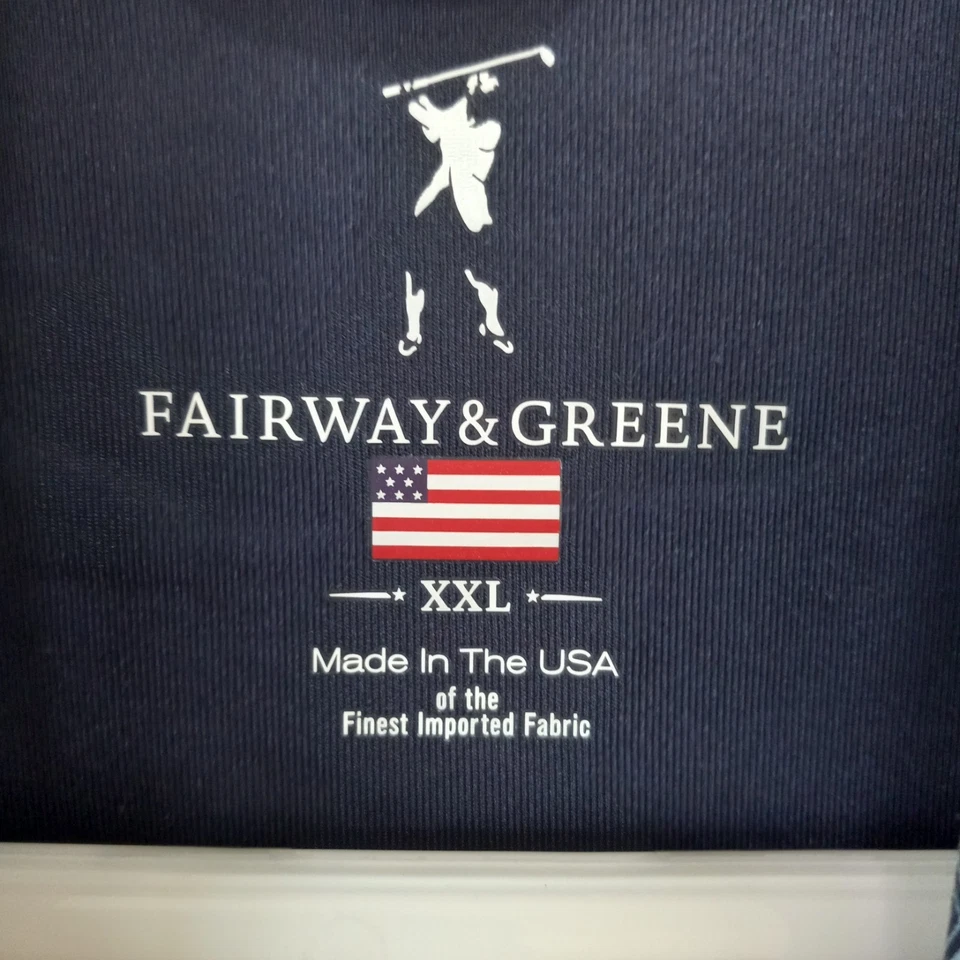 FAIRWAY & GREENE
XXL
Made In The USA
of the
Finest Imported Fabric